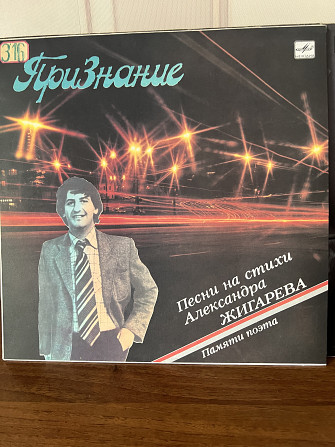 316
ПриЗнание
Песни на стихи
Александра
ЖИГАРЕВА
Памяти поэта